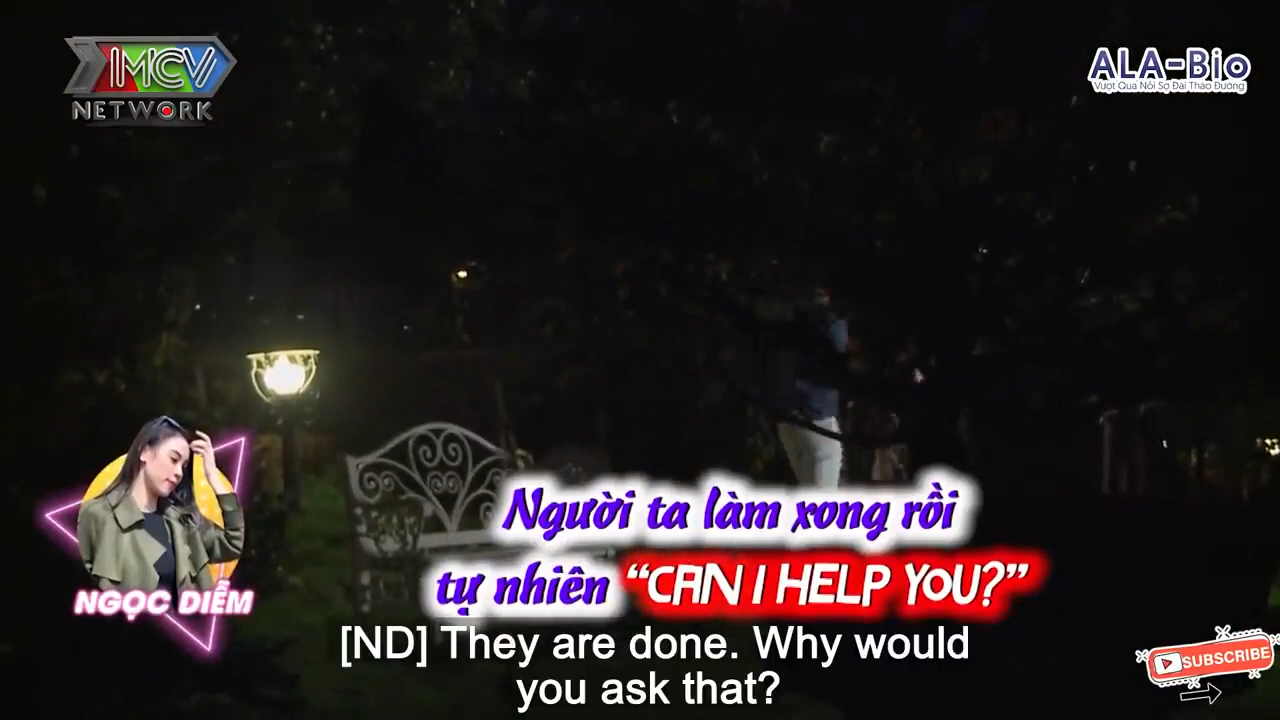 MCV
NETWORK
ALA-Bio
Vượt Qua Nỗi Sợ Đái Tháo Đường
Người ta làm xong rồi
tự nhiên “CAN I HELP YOU?”
NGỌC DIỄM
[ND] They are done. Why would
you ask that?
SUBSCRIBE